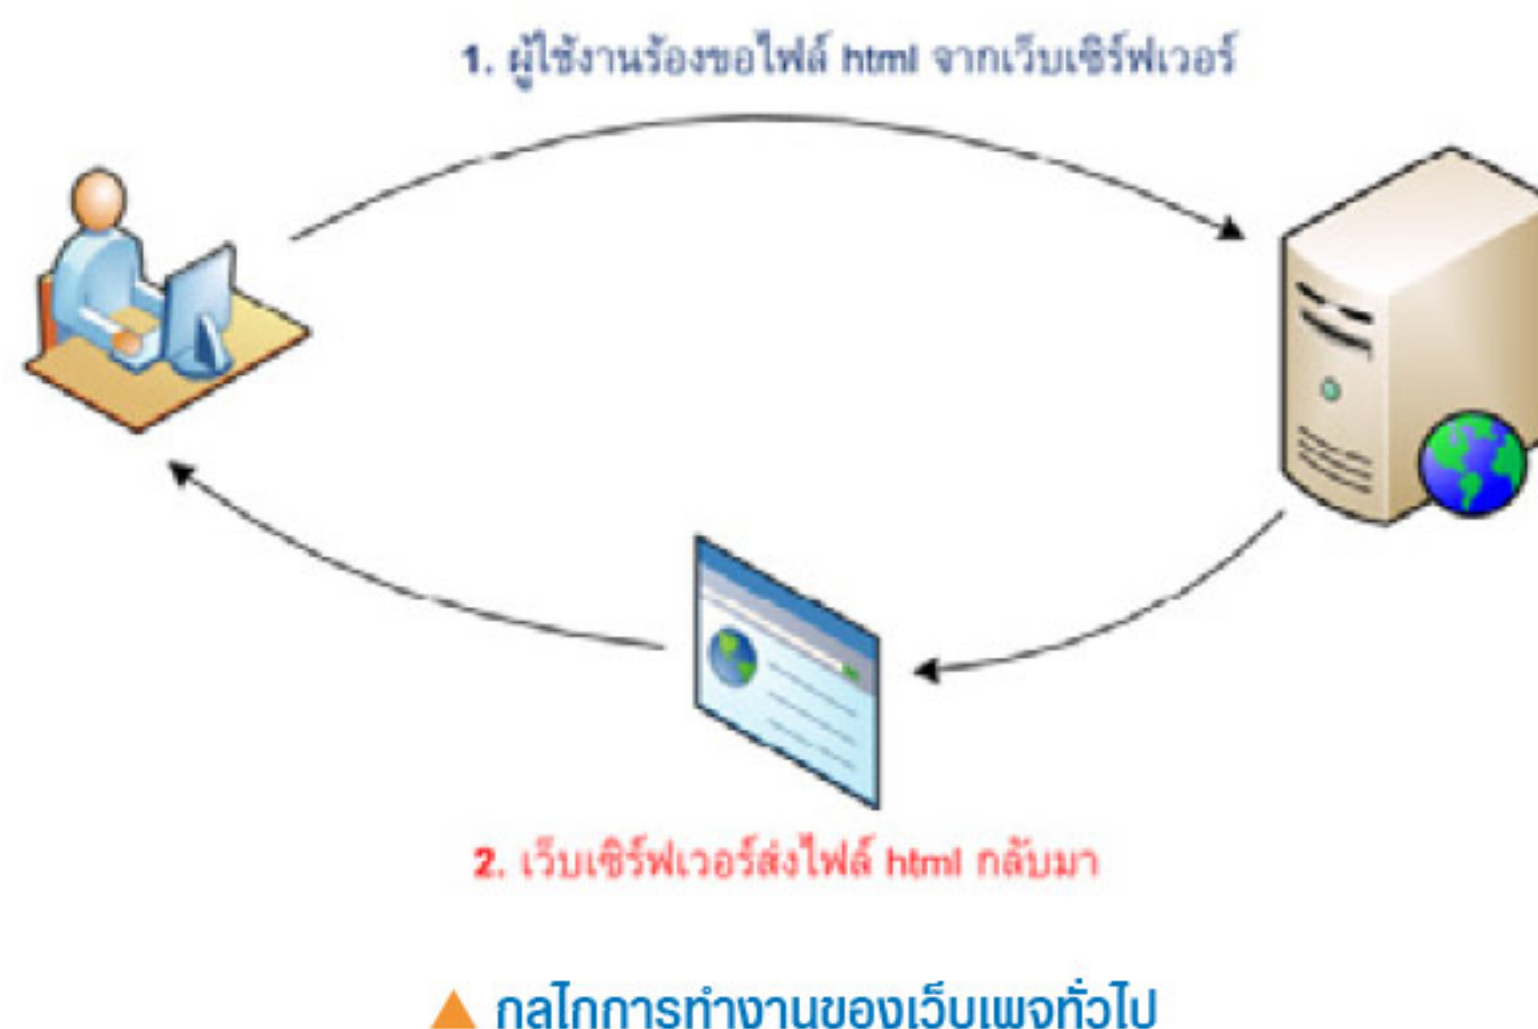 1. ผู้ใช้งานร้องขอไฟล์ html จากเว็บเซิร์ฟเวอร์
2. เว็บเซิร์ฟเวอร์ส่งไฟล์ html กลับมา
▲ กลไกการทำงานของเว็บเพจทั่วไป